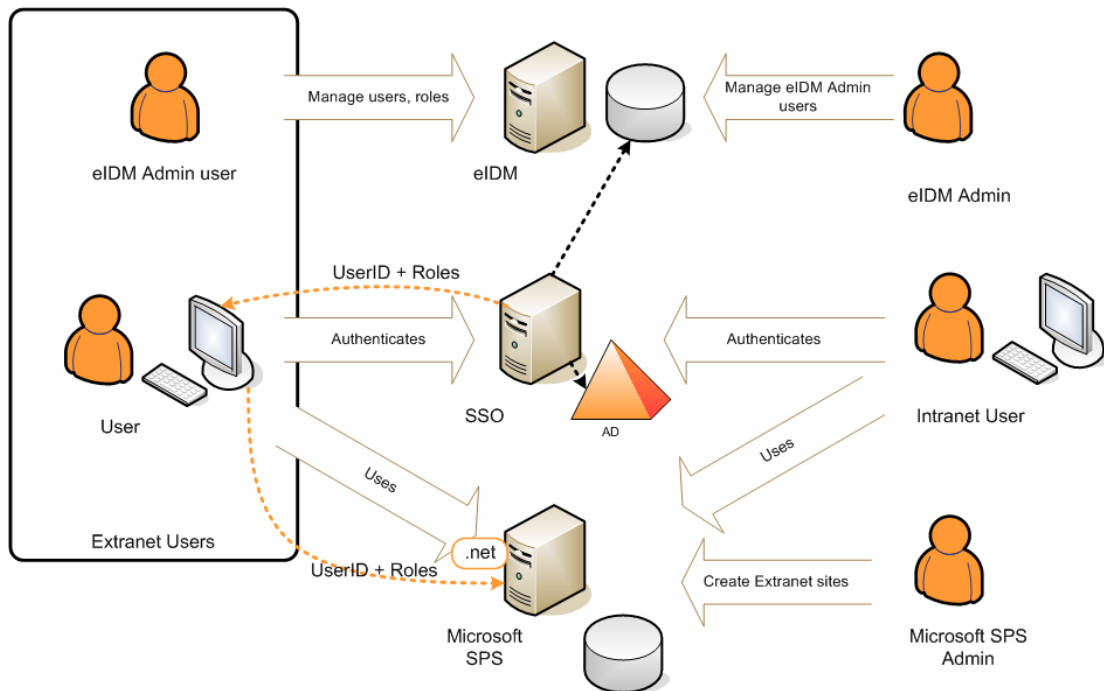 Manage users, roles
Manage eIDM Admin
users
eIDM Admin user
eIDM
eIDM Admin
UserID + Roles
Authenticates
Authenticates
User
SSO
AD
Intranet User
Uses
Uses
Extranet Users
.net
UserID + Roles
Create Extranet sites
Microsoft
SPS
Microsoft SPS
Admin